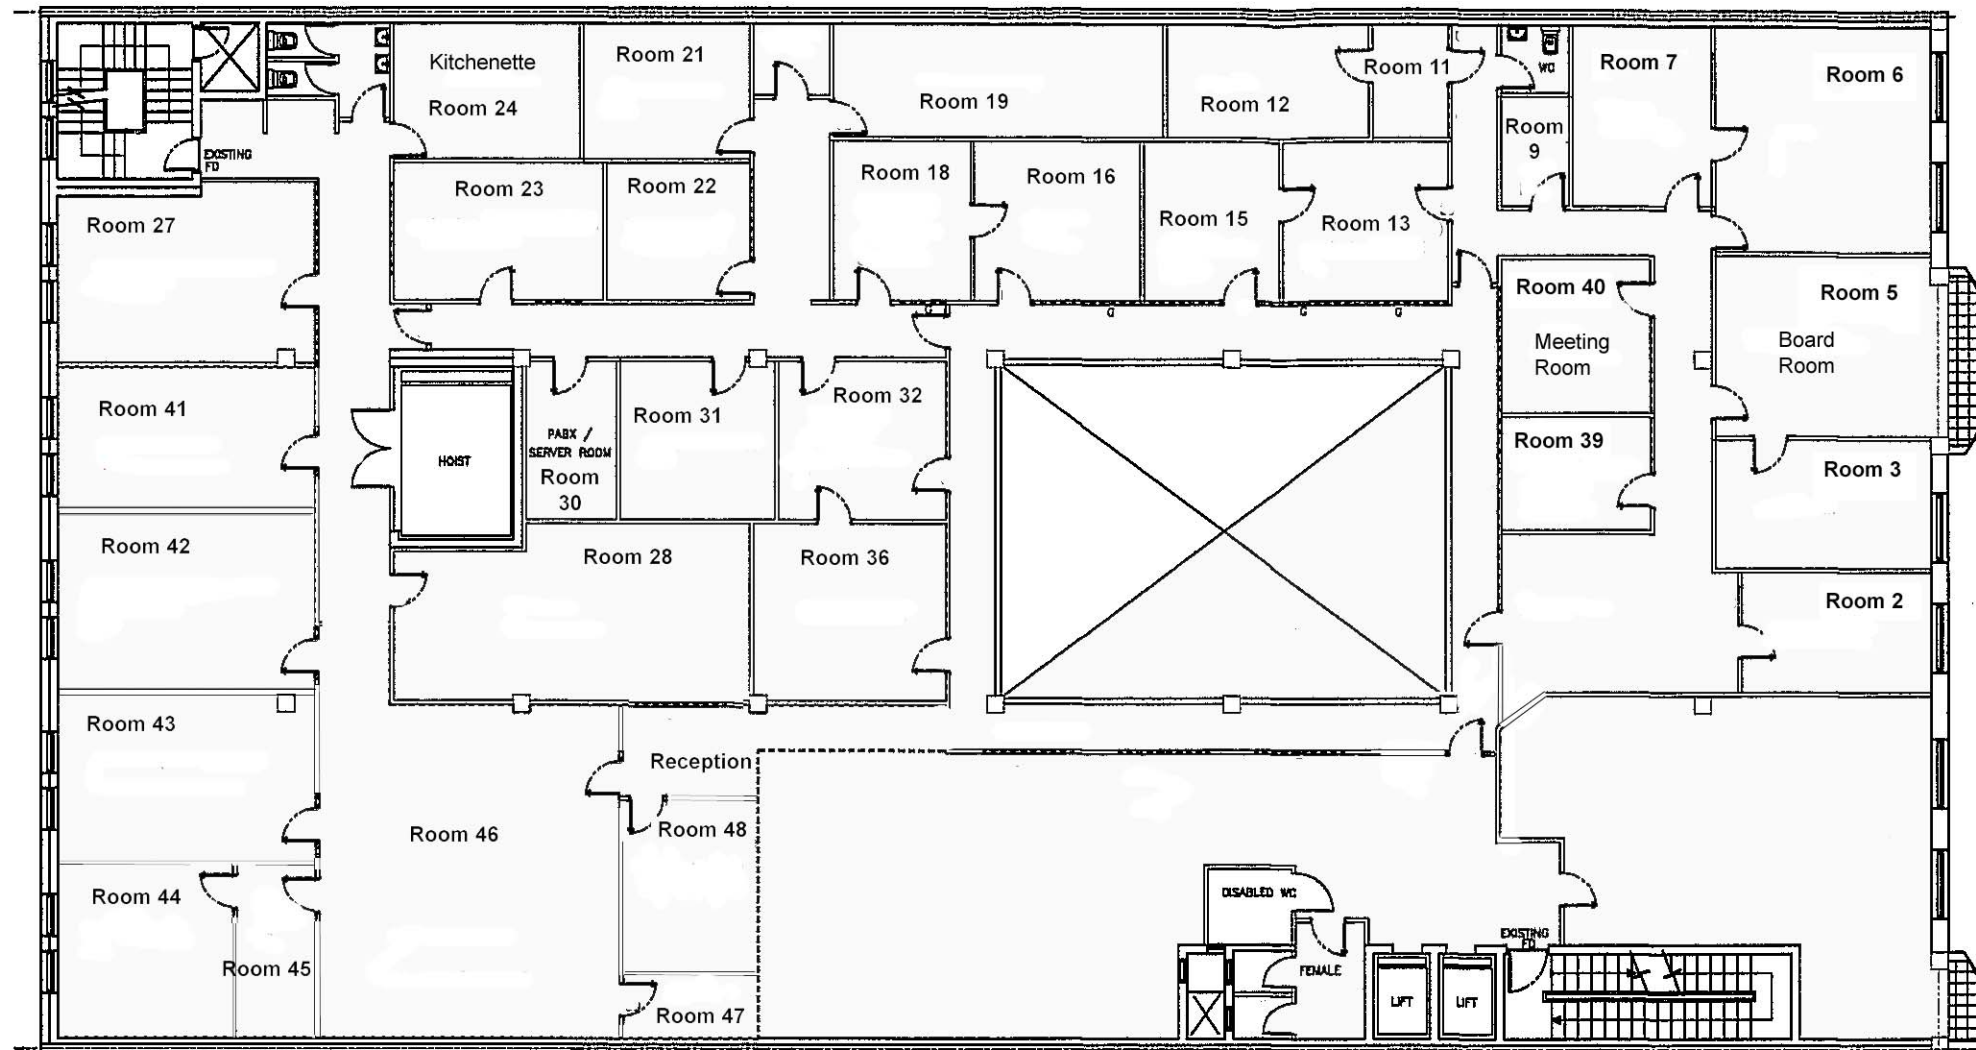 Kitchenette
Room 24
Room 21
Room 19
Room 12
Room 11
WC
Room 7
Room 6
EXISTING
FD
Room 23
Room 22
Room 18
Room 16
Room 15
Room 13
Room
9
Room 27
G
G
G
G
Room 40
Meeting
Room
Room 5
Board
Room
Room 41
HOIST
PABX /
SERVER ROOM
Room
30
Room 31
Room 32
Room 39
Room 3
Room 42
Room 28
Room 36
Room 2
Room 43
Reception
Room 46
Room 48
Room 44
Room 45
Room 47
DISABLED WC
FEMALE
LIFT
LIFT
EXISTING
FD